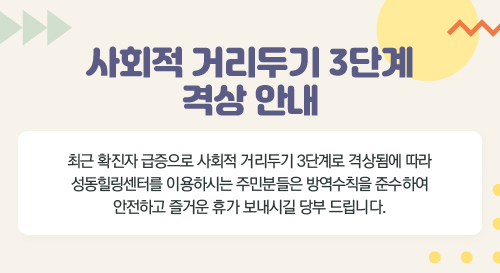 사회적 거리두기 3단계
격상 안내
최근 확진자 급증으로 사회적 거리두기 3단계로 격상됨에 따라
성동힐링센터를 이용하시는 주민분들은 방역수칙을 준수하여
안전하고 즐거운 휴가 보내시길 당부 드립니다.